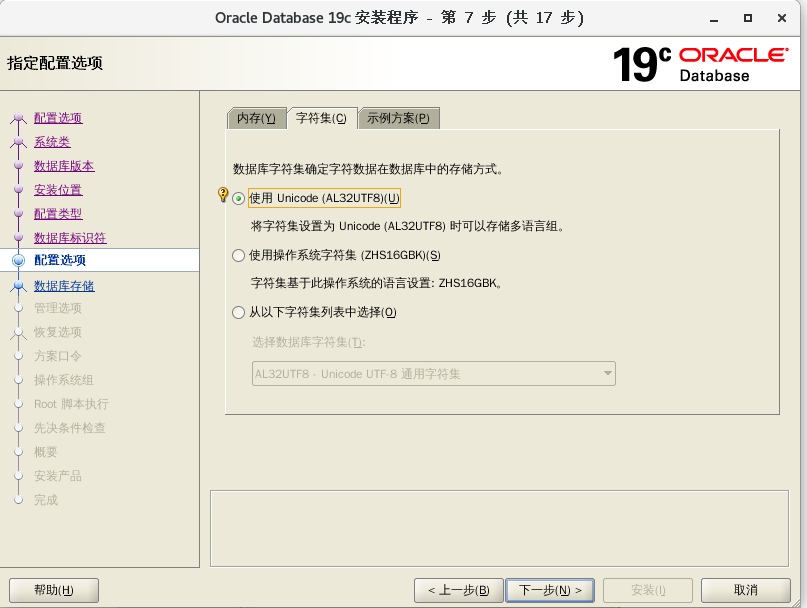 Oracle Database 19c 安装程序 - 第 7 步 (共 17 步)
指定配置选项
19c ORACLE Database
配置选项
系统类
数据库版本
安装位置
配置类型
数据库标识符
配置选项
数据库存储
管理选项
恢复选项
方案口令
操作系统组
Root 脚本执行
先决条件检查
概要
安装产品
完成
内存(Y) 字符集(C) 示例方案(P)
数据库字符集确定字符数据在数据库中的存储方式。
使用 Unicode (AL32UTF8)(U)
将字符集设置为 Unicode (AL32UTF8) 时可以存储多语言组。
使用操作系统字符集 (ZHS16GBK)(S)
字符集基于此操作系统的语言设置: ZHS16GBK。
从以下字符集列表中选择(O)
选择数据库字符集(T):
AL32UTF8 - Unicode UTF-8 通用字符集
帮助(H) < 上一步(B) 下一步(N) > 安装(I) 取消